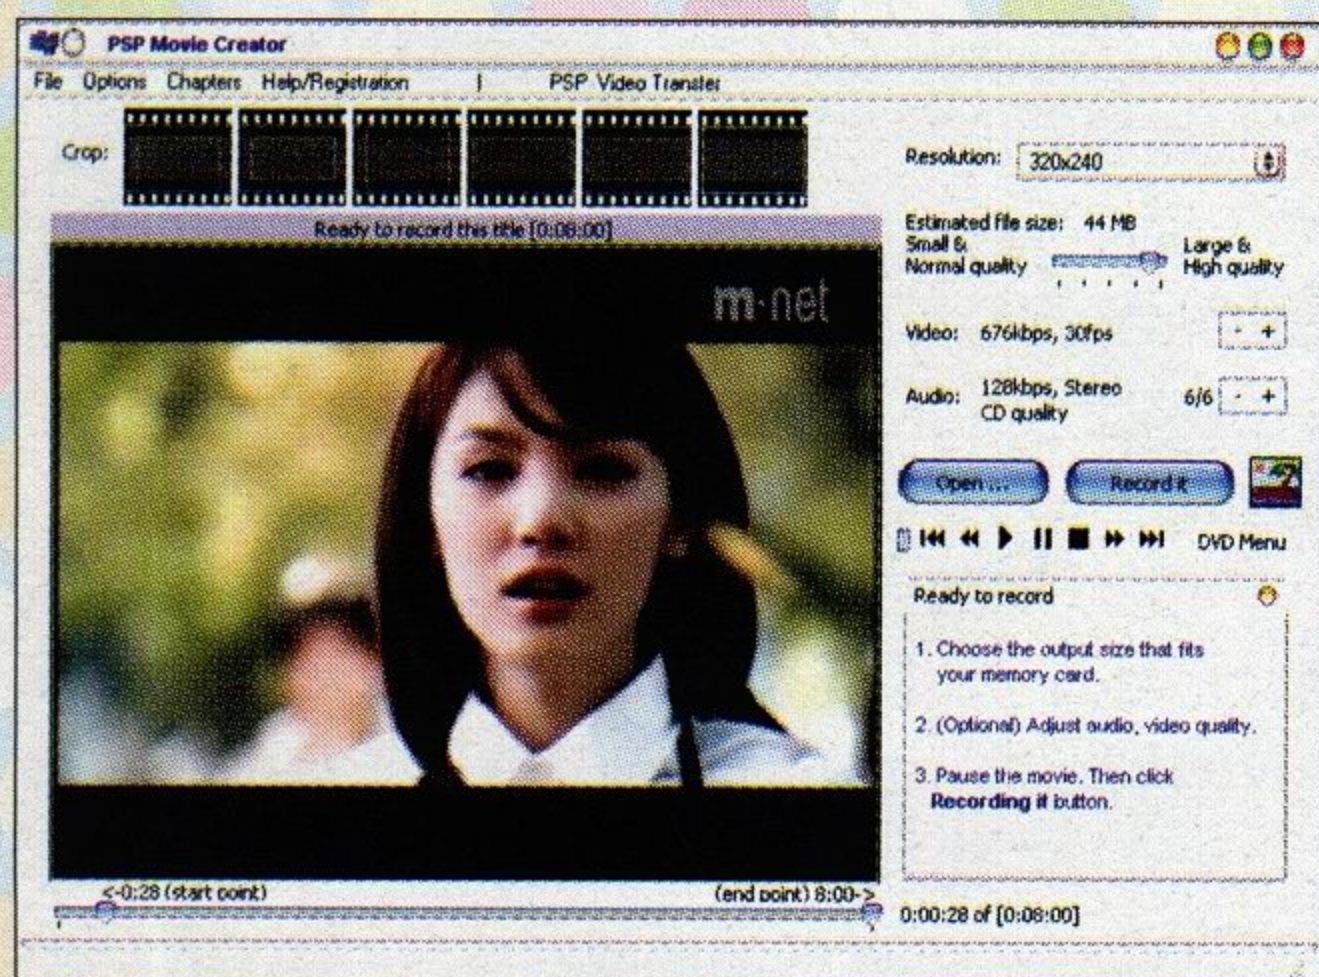 PSP Movie Creator
File Options Chapters Help/Registration | PSP Video Transfer
Crop:
Resolution: 320x240
Ready to record this title [0:08:00]
Estimated file size: 44 MB
Small &
Normal quality
Large &
High quality
m·net
Video: 676kbps, 30fps - +
Audio: 128kbps, Stereo
CD quality
6/6 - +
Open ... Record it
DVD Menu
Ready to record
1. Choose the output size that fits
your memory card.
2. (Optional) Adjust audio, video quality.
3. Pause the movie. Then click
Recording it button.
<-0:28 (start point) (end point) 8:00->
0:00:28 of [0:08:00]